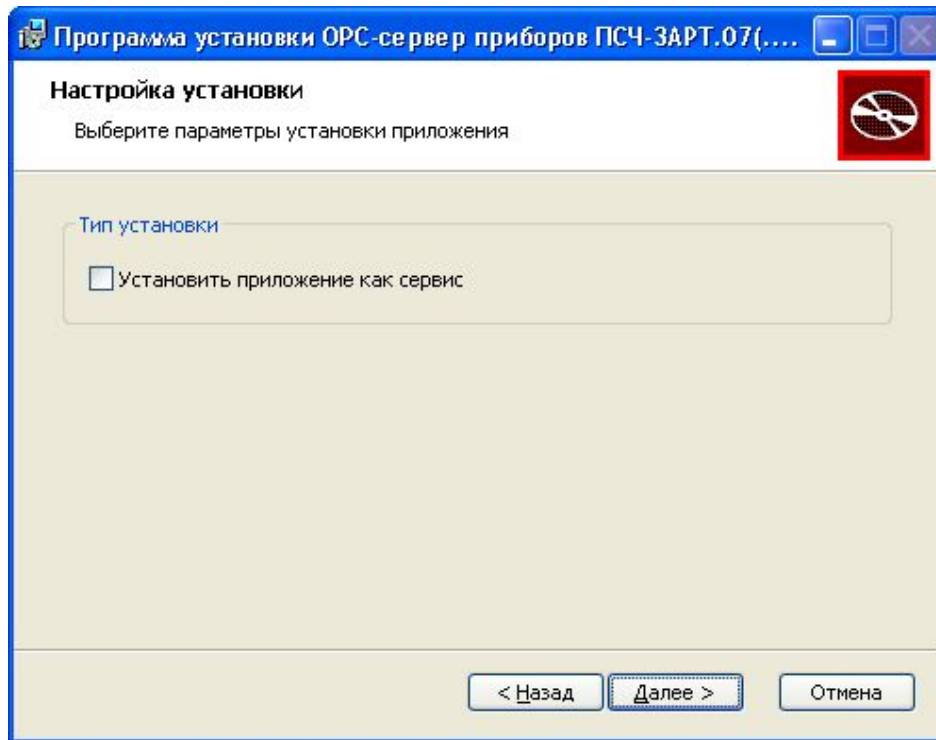 Программа установки OPC-сервер приборов ПСЧ-3АРТ.07(....
Настройка установки
Выберите параметры установки приложения
Тип установки
Установить приложение как сервис
< Назад
Далее >
Отмена